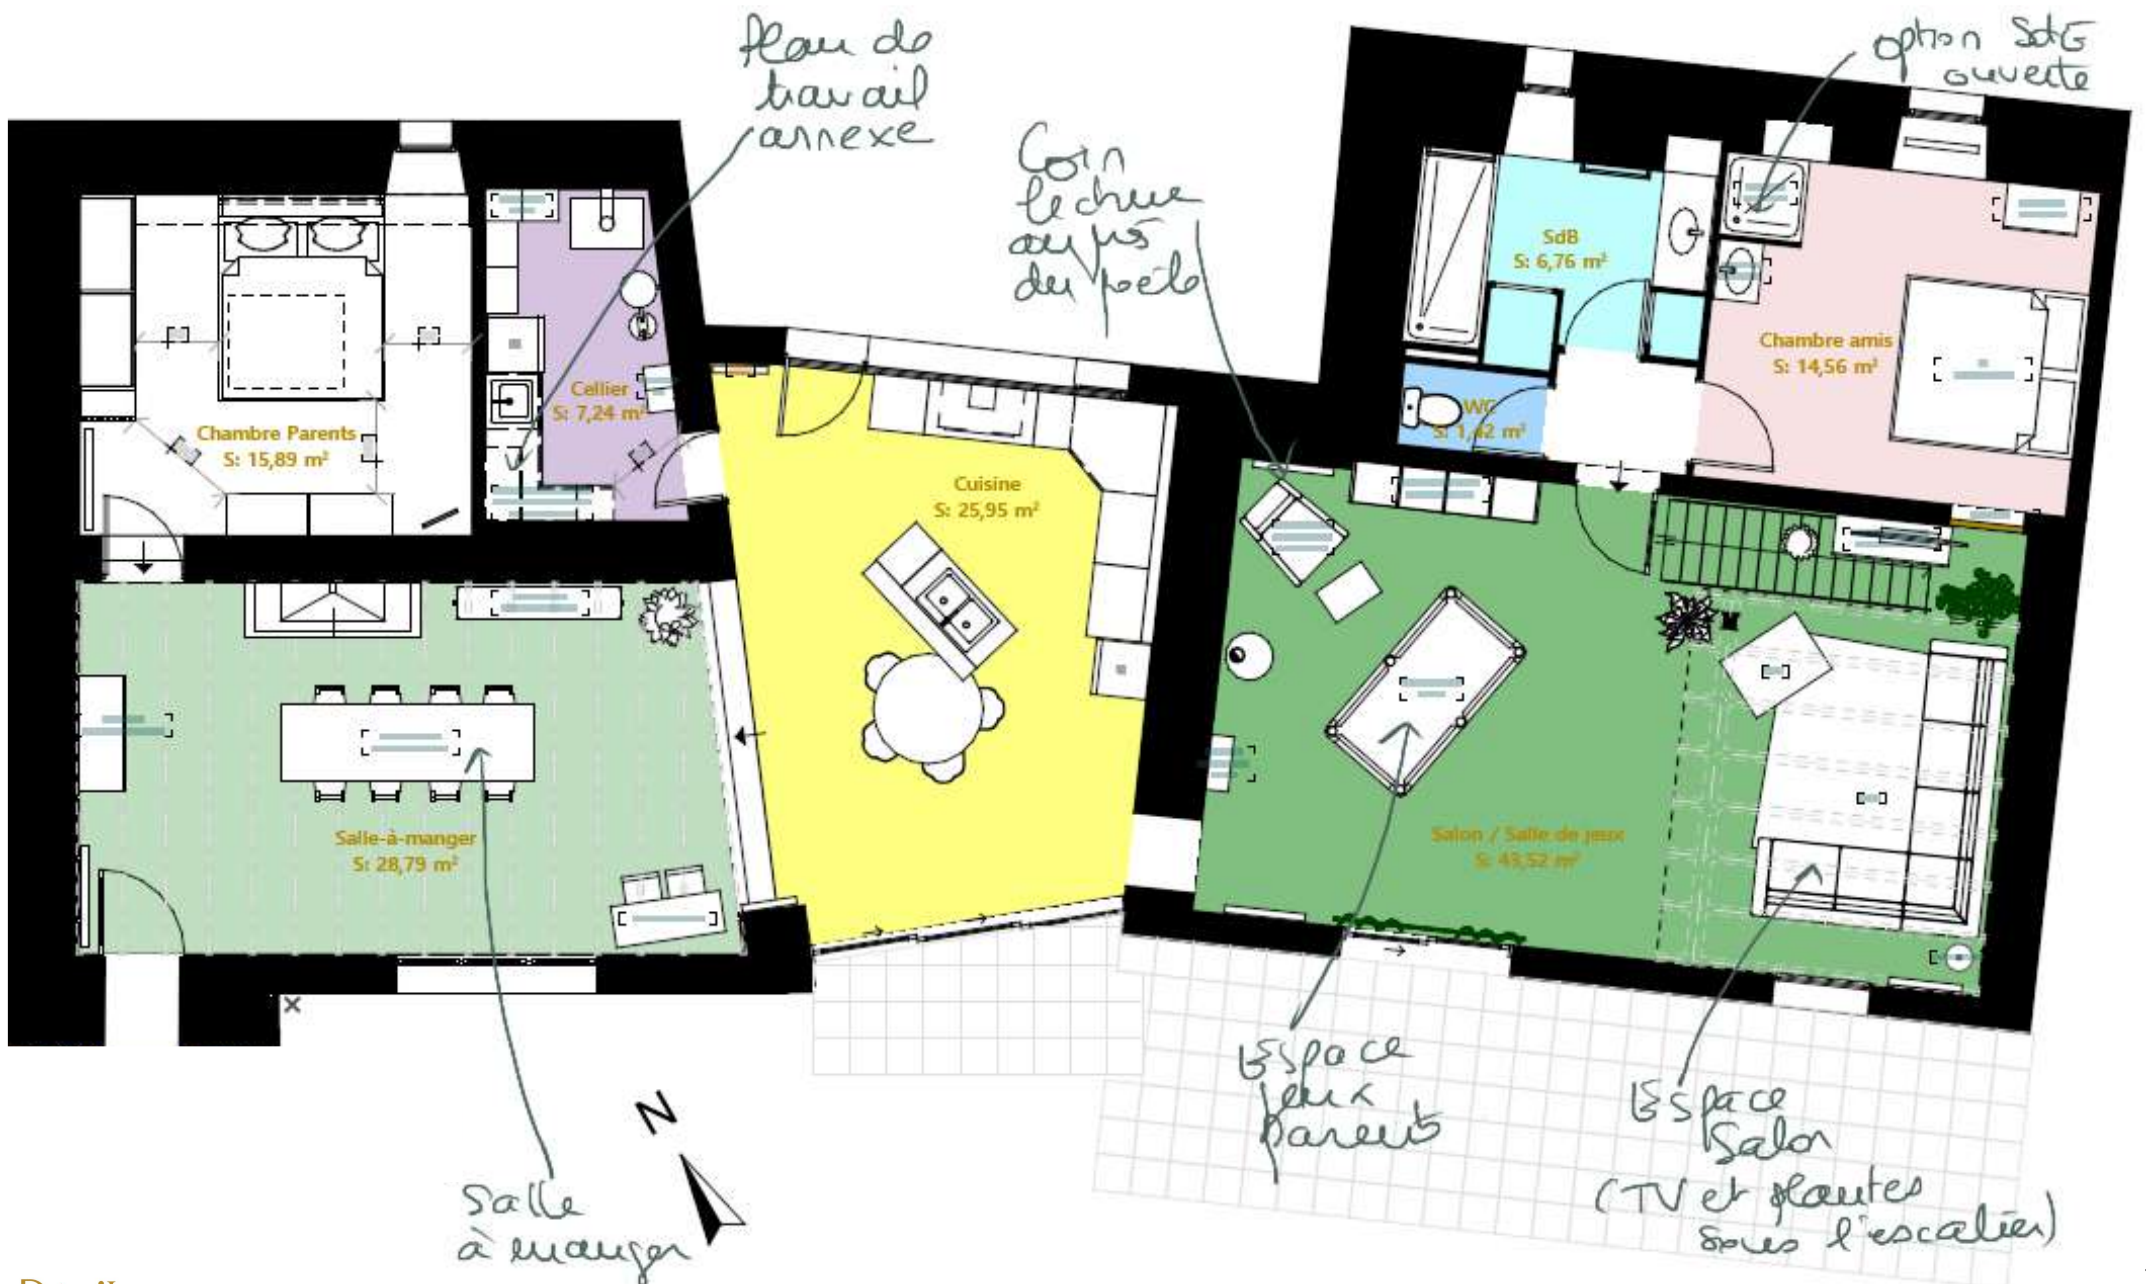 Plan de
travail
annexe
Coin
lecture
auprès
du poêle
option SdE
ouverte
SdB
S: 6,76 m²
Chambre amis
S: 14,56 m²
WC
S: 1,42 m²
Cellier
S: 7,24 m²
Chambre Parents
S: 15,89 m²
Cuisine
S: 25,95 m²
Salle-à-manger
S: 28,79 m²
Salon / Salle de jeux
S: 43,52 m²
N
Salle
à manger
Espace
jeux
parents
Espace
Salon
(TV et plantes
sous l'escalier)